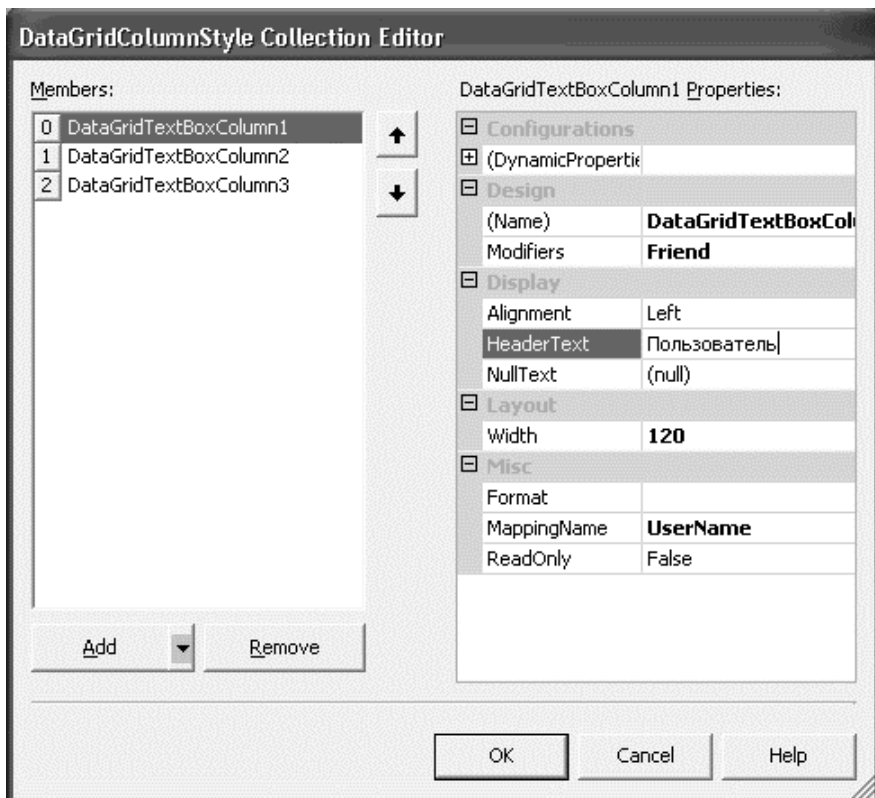 DataGridColumnStyle Collection Editor
Members:
DataGridTextBoxColumn1 Properties:
0 DataGridTextBoxColumn1
1 DataGridTextBoxColumn2
2 DataGridTextBoxColumn3
Configurations
(DynamicPropertie
Design
(Name) DataGridTextBoxColu
Modifiers Friend
Display
Alignment Left
HeaderText Пользователь
NullText (null)
Layout
Width 120
Misc
Format
MappingName UserName
ReadOnly False
Add Remove
OK Cancel Help